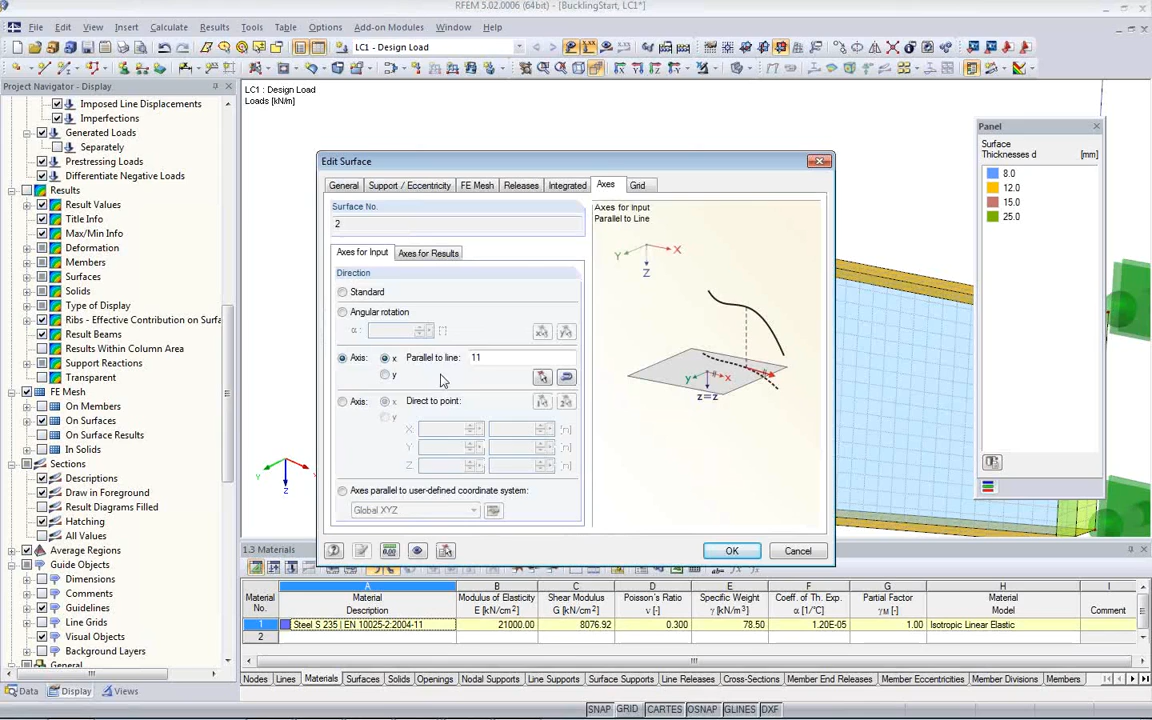 RFEM 5.02.0006 (64bit) - [BucklingStart, LC1*]
File Edit View Insert Calculate Results Tools Table Options Add-on Modules Window Help
LC1 - Design Load
Project Navigator - Display
Imposed Line Displacements
Imperfections
Generated Loads
Separately
Prestressing Loads
Differentiate Negative Loads
Results
Result Values
Title Info
Max/Min Info
Deformation
Members
Surfaces
Solids
Type of Display
Ribs - Effective Contribution on Surfa
Result Beams
Results Within Column Area
Support Reactions
Transparent
FE Mesh
On Members
On Surfaces
On Surface Results
In Solids
Sections
Descriptions
Draw in Foreground
Result Diagrams Filled
Hatching
All Values
Average Regions
Guide Objects
Dimensions
Comments
Guidelines
Line Grids
Visual Objects
Background Layers
General
Data Display Views
LC1 : Design Load
Loads [kN/m]
Y
Z
Edit Surface
General Support / Eccentricity FE Mesh Releases Integrated Axes Grid
Surface No.
2
Axes for Input Axes for Results
Direction
Standard
Angular rotation
α :
Axis: x Parallel to line: 11
y
Axis: x Direct to point:
y
X
Y
Z
Axes parallel to user-defined coordinate system:
Global XYZ
Axes for Input
Parallel to Line
Y X
Z
y x
z=z
OK Cancel
Panel
Surface
Thicknesses d [mm]
8.0
12.0
15.0
25.0
1.3 Materials
A B C D E F G H I
Material Material Modulus of Elasticity Shear Modulus Poisson's Ratio Specific Weight Coeff. of Th. Exp. Partial Factor Material
No. Description E [kN/cm²] G [kN/cm²] ν [-] γ [kN/m³] α [1/°C] γM [-] Model Comment
1 Steel S 235 | EN 10025-2:2004-11 21000.00 8076.92 0.300 78.50 1.20E-05 1.00 Isotropic Linear Elastic
2
Nodes Lines Materials Surfaces Solids Openings Nodal Supports Line Supports Surface Supports Line Releases Cross-Sections Member End Releases Member Eccentricities Member Divisions Members
SNAP GRID CARTES OSNAP GLINES DXF